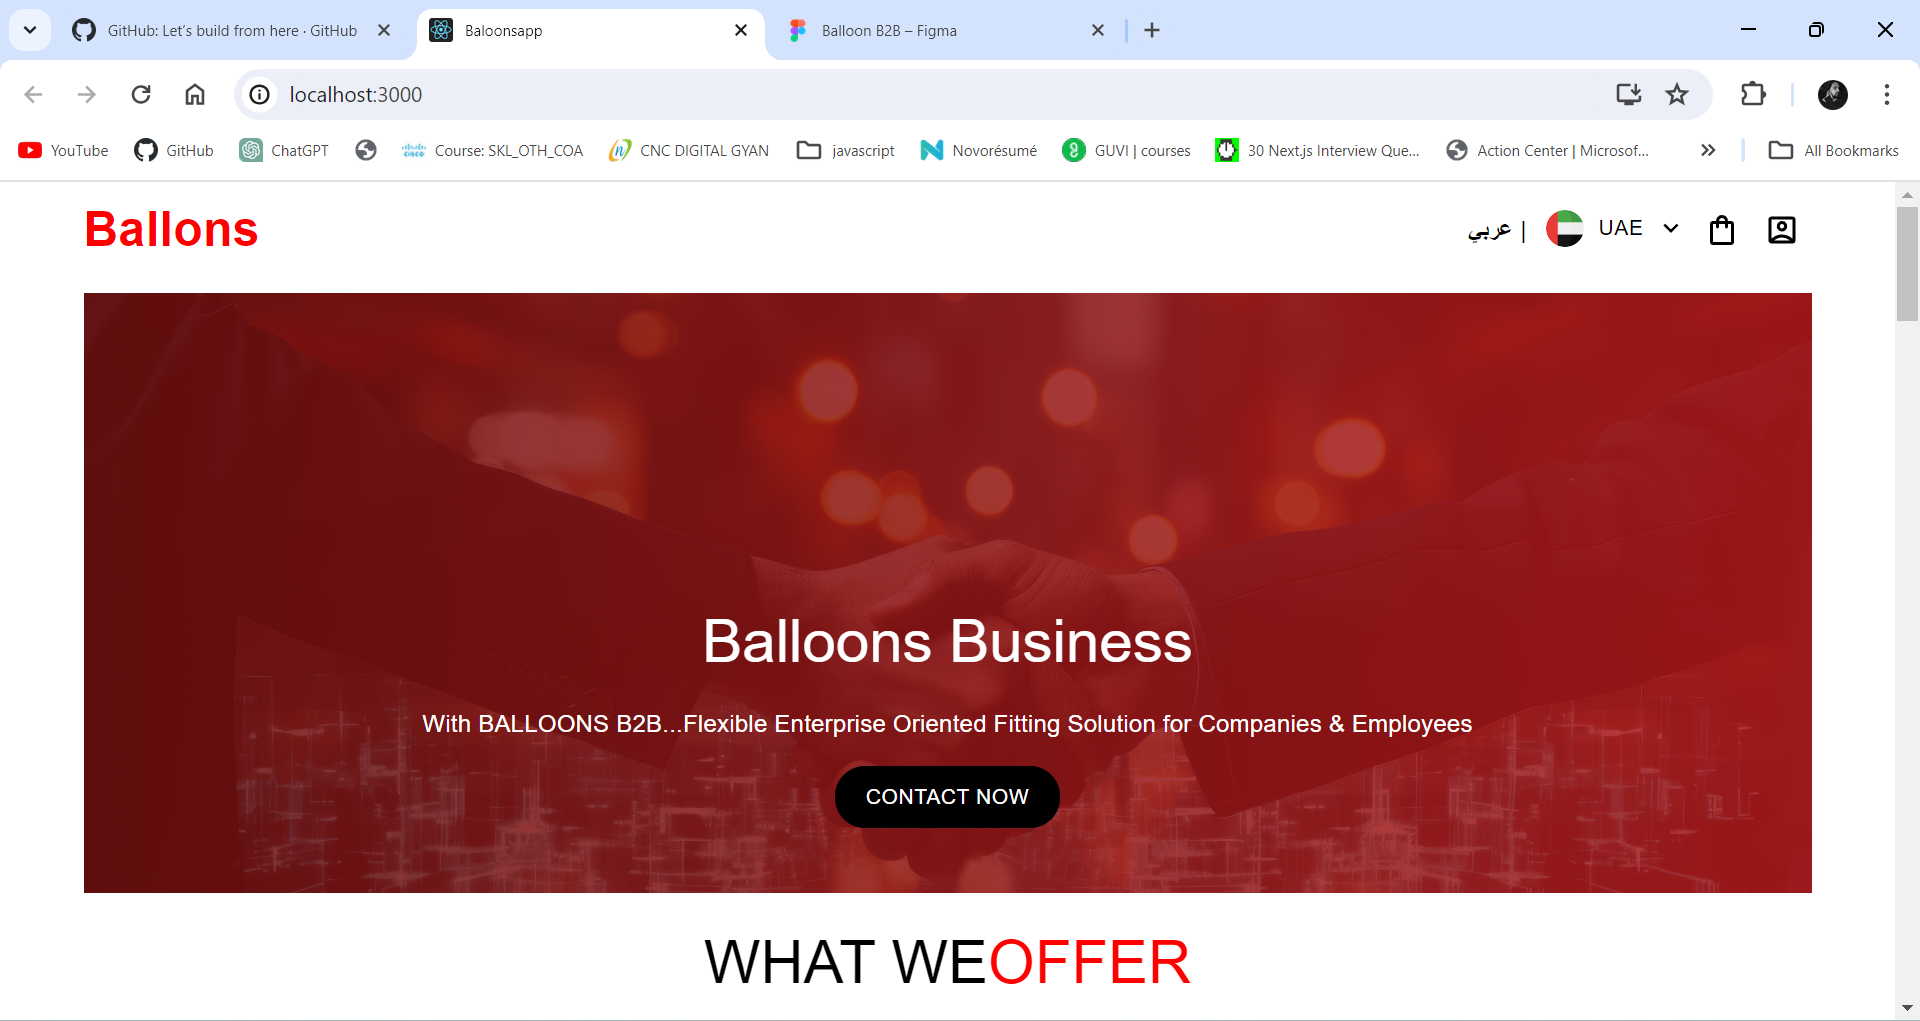 GitHub: Let's build from here · GitHub
Baloonsapp
Balloon B2B – Figma
localhost:3000
YouTube
GitHub
ChatGPT
cisco
Course: SKL_OTH_COA
CNC DIGITAL GYAN
javascript
Novorésumé
GUVI | courses
30 Next.js Interview Que...
Action Center | Microsof...
All Bookmarks
Ballons
عربي |
UAE
Balloons Business
With BALLOONS B2B...Flexible Enterprise Oriented Fitting Solution for Companies & Employees
CONTACT NOW
WHAT WEOFFER